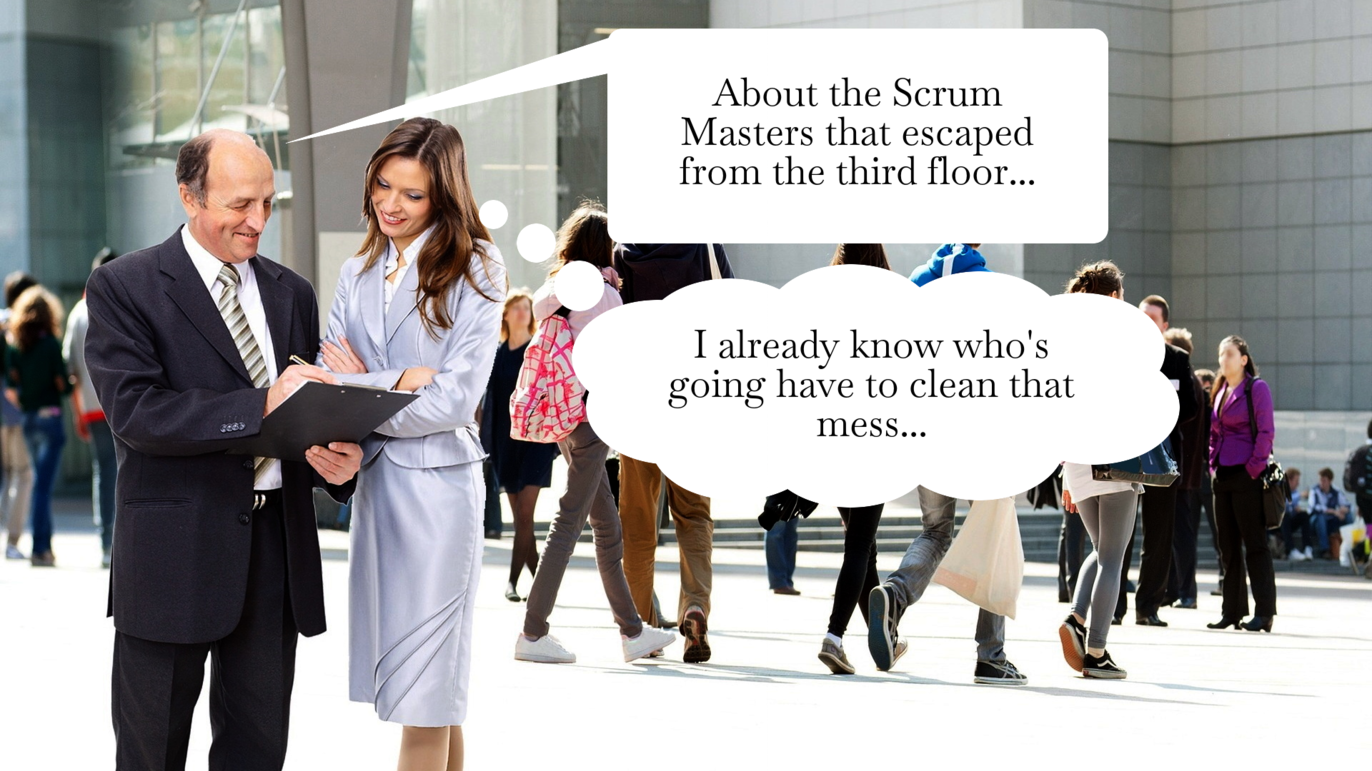 About the Scrum
Masters that escaped
from the third floor...
I already know who's
going have to clean that
mess...